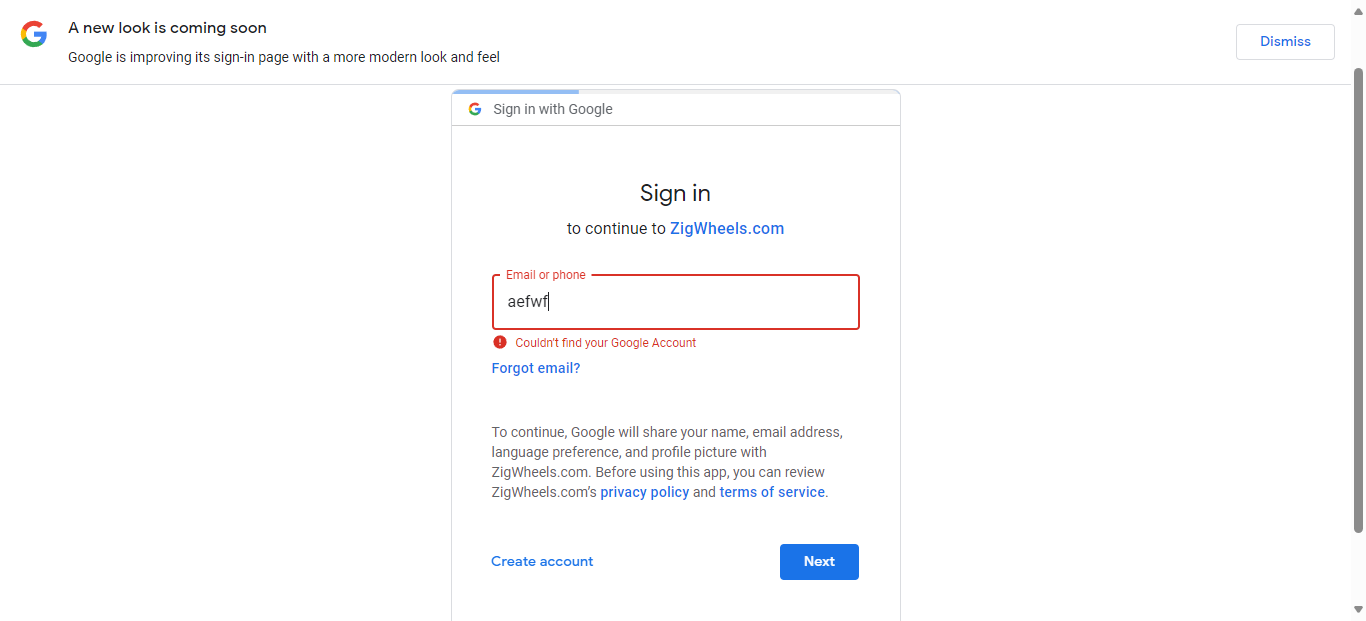 A new look is coming soon
Google is improving its sign-in page with a more modern look and feel
Dismiss
Sign in with Google
Sign in
to continue to ZigWheels.com
Email or phone
aefwf
Couldn't find your Google Account
Forgot email?
To continue, Google will share your name, email address,
language preference, and profile picture with
ZigWheels.com. Before using this app, you can review
ZigWheels.com's privacy policy and terms of service.
Create account
Next